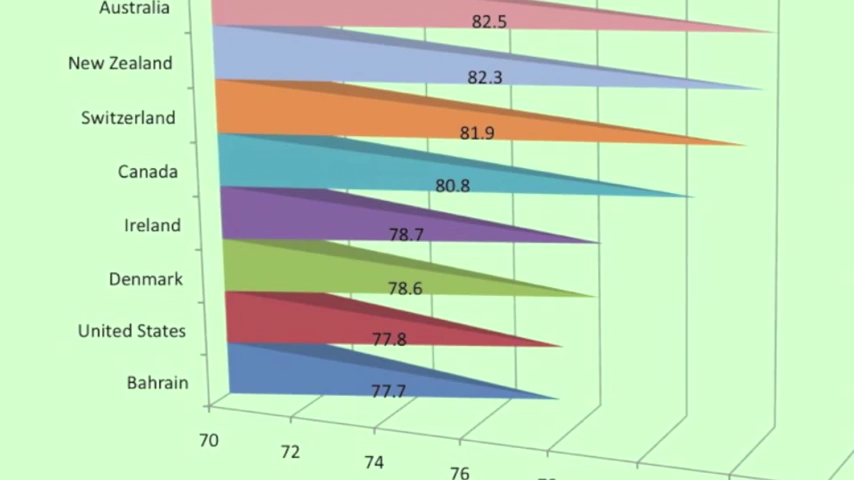 Australia 82.5
New Zealand 82.3
Switzerland 81.9
Canada 80.8
Ireland 78.7
Denmark 78.6
United States 77.8
Bahrain 77.7
70 72 74 76